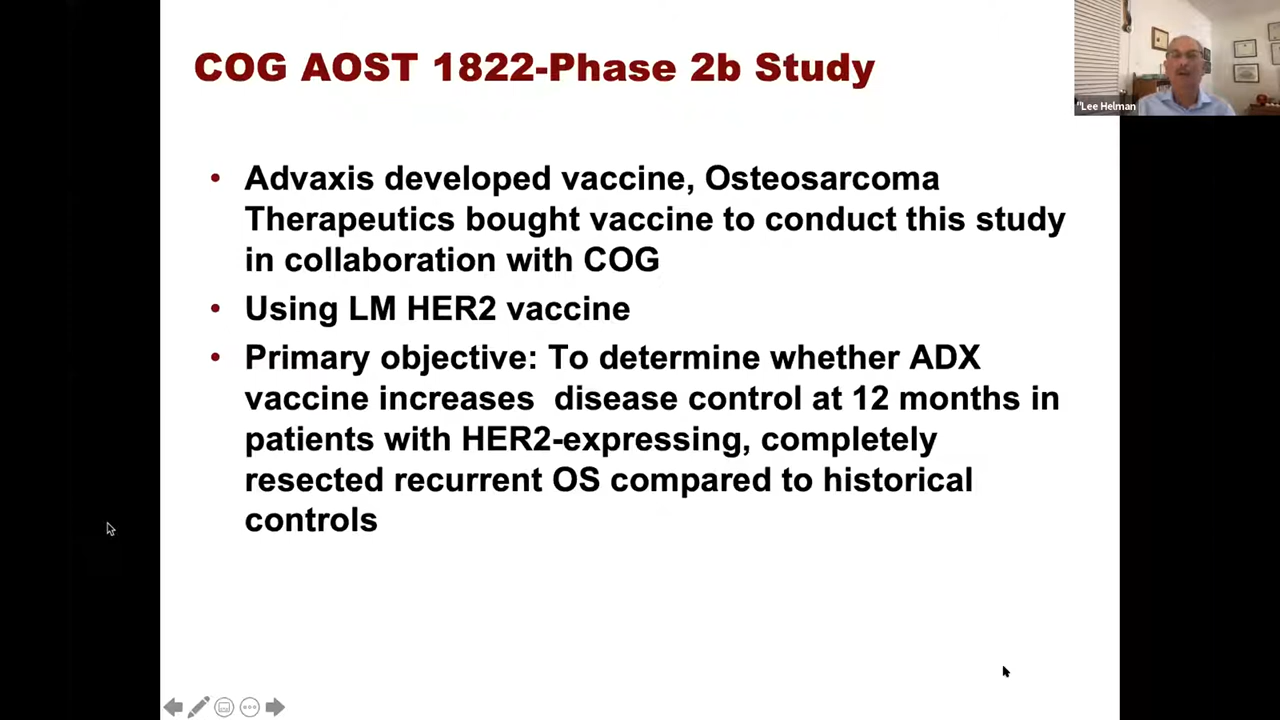 COG AOST 1822-Phase 2b Study
"Lee Helman
• Advaxis developed vaccine, Osteosarcoma
Therapeutics bought vaccine to conduct this study
in collaboration with COG
• Using LM HER2 vaccine
• Primary objective: To determine whether ADX
vaccine increases  disease control at 12 months in
patients with HER2-expressing, completely
resected recurrent OS compared to historical
controls